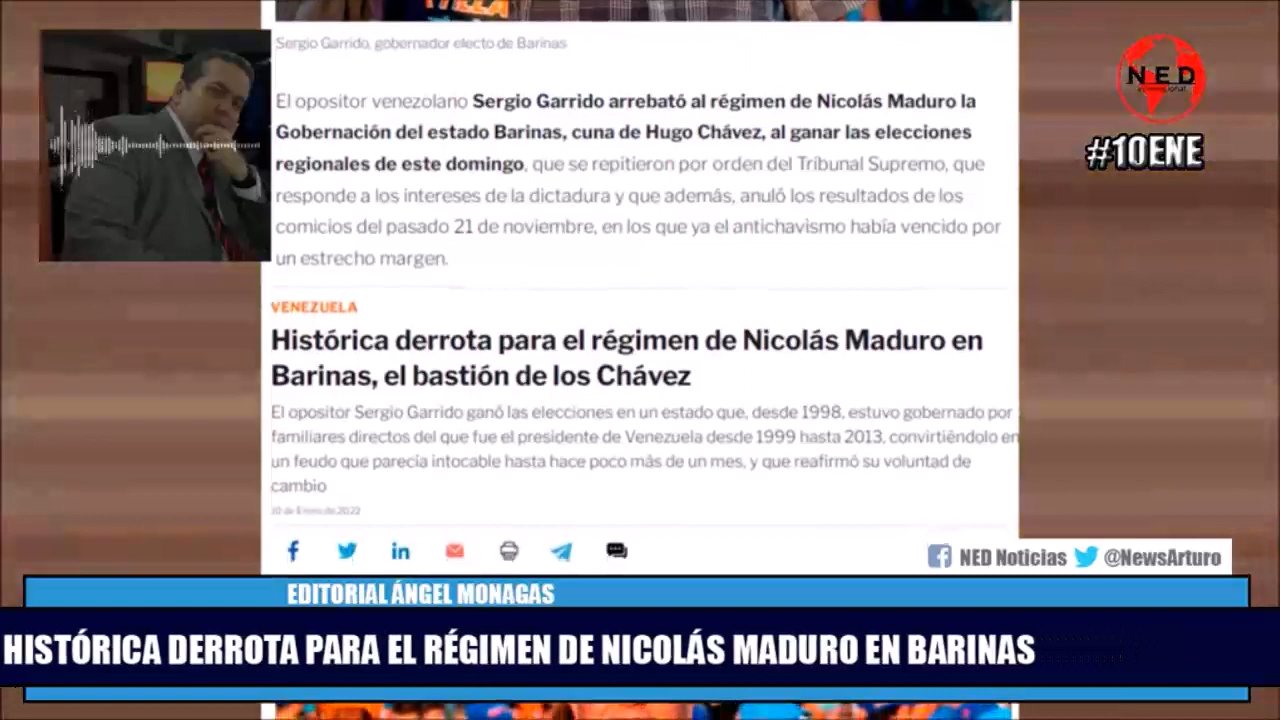 Sergio Garrido, gobernador electo de Barinas
El opositor venezolano Sergio Garrido arrebató al régimen de Nicolás Maduro la
Gobernación del estado Barinas, cuna de Hugo Chávez, al ganar las elecciones
regionales de este domingo, que se repitieron por orden del Tribunal Supremo, que
responde a los intereses de la dictadura y que además, anuló los resultados de los
comicios del pasado 21 de noviembre, en los que ya el antichavismo había vencido por
un estrecho margen.
VENEZUELA
Histórica derrota para el régimen de Nicolás Maduro en
Barinas, el bastión de los Chávez
El opositor Sergio Garrido ganó las elecciones en un estado que, desde 1998, estuvo gobernado por
familiares directos del que fue el presidente de Venezuela desde 1999 hasta 2013, convirtiéndolo en
un feudo que parecía intocable hasta hace poco más de un mes, y que reafirmó su voluntad de
cambio
10 de Enero de 2022
NED
#10ENE
NED Noticias @NewsArturo
EDITORIAL ÁNGEL MONAGAS
HISTÓRICA DERROTA PARA EL RÉGIMEN DE NICOLÁS MADURO EN BARINAS